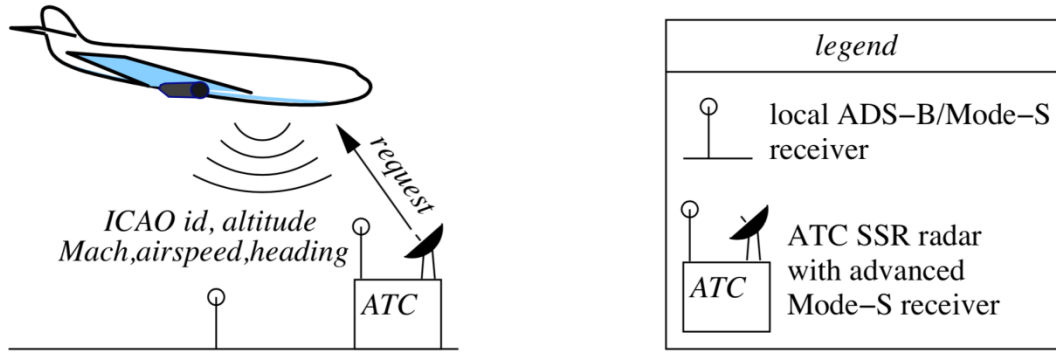 request
ICAO id, altitude
Mach,airspeed,heading
ATC
legend
local ADS−B/Mode−S
receiver
ATC
ATC SSR radar
with advanced
Mode−S receiver